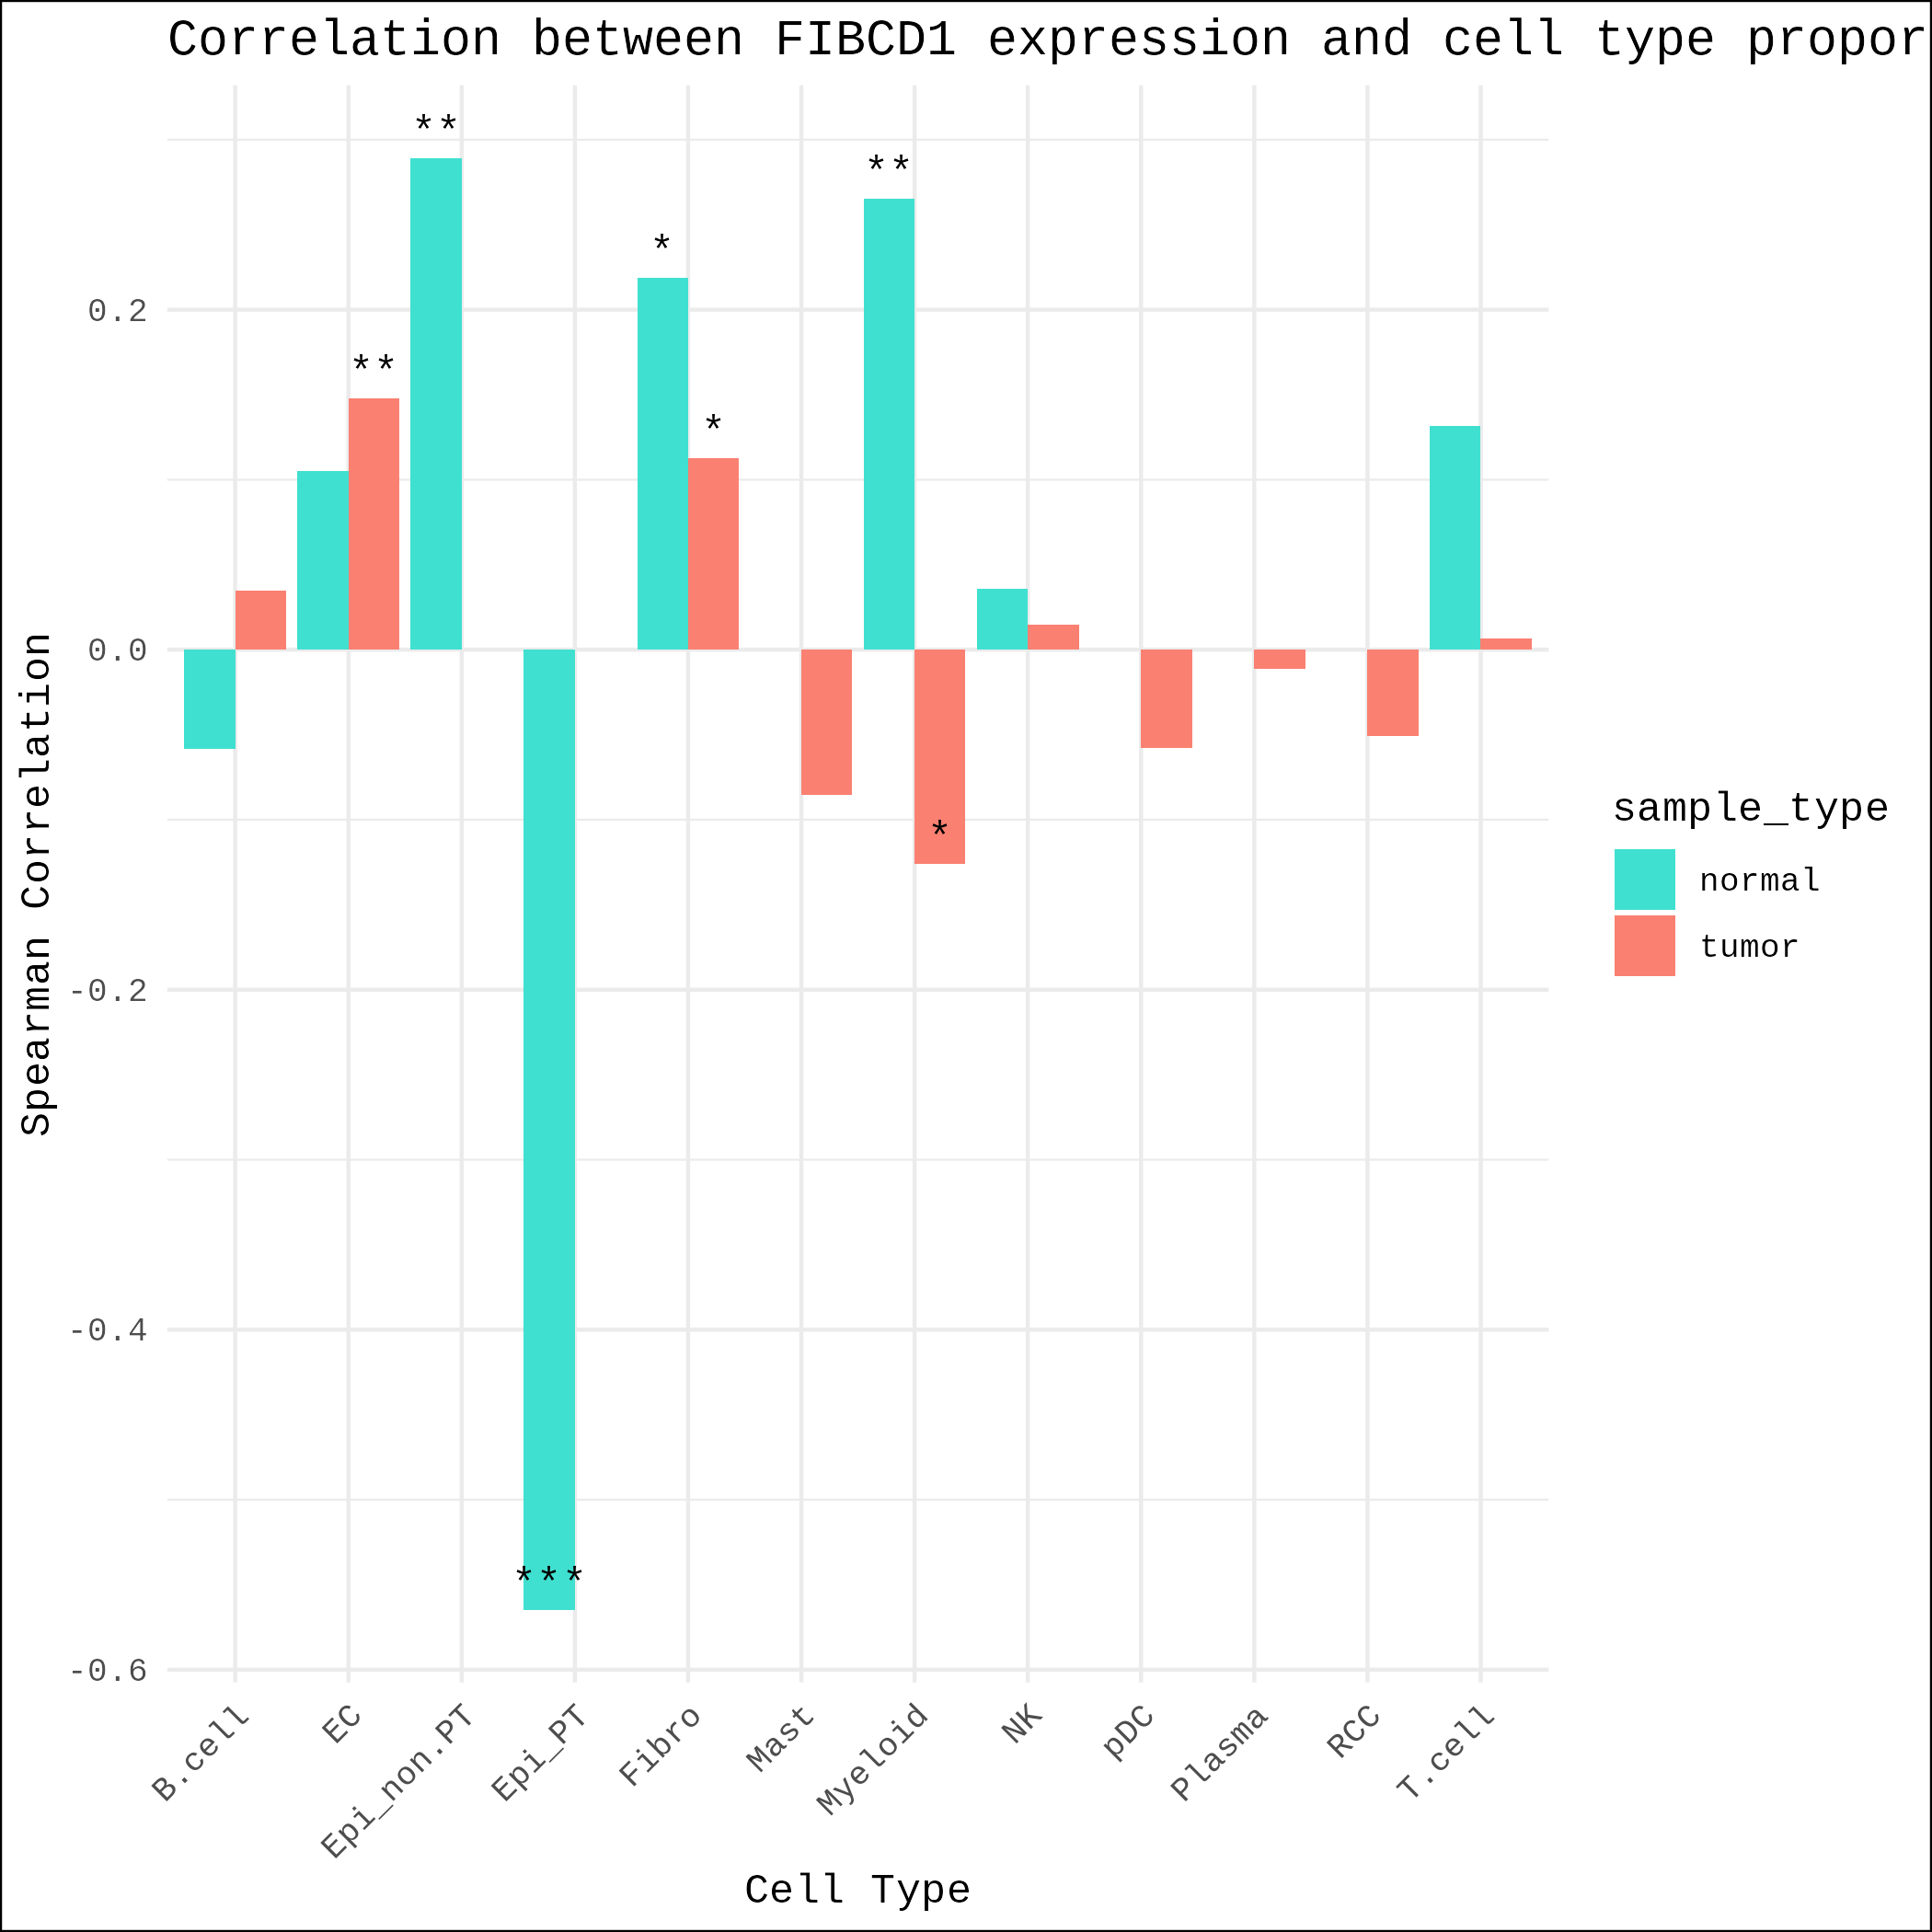 Correlation between FIBCD1 expression and cell type propor
**
**
*
**
*
0.2
0.0
*
-0.2
-0.4
***
-0.6
Spearman Correlation
sample_type
normal
tumor
B.cell
EC
Epi_non.PT
Epi_PT
Fibro
Mast
Myeloid
NK
pDC
Plasma
RCC
T.cell
Cell Type